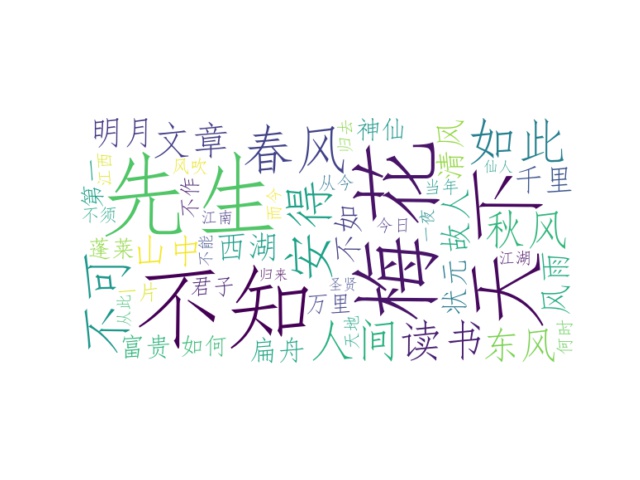 明月
文章
春风
归去
神仙
清风
如此
仙人
千里
第一
江西
风吹
不须
先生
不作
江南
而今
安得
从今
不如
今日
梅花
当年
一夜
故人
天下
秋风
江湖
蓬莱
山中
不能
西湖
不可
从此
一片
不知
君子
归来
圣贤
万里
天地
状元
风雨
富贵
如何
扁舟
人间
读书
东风
何时